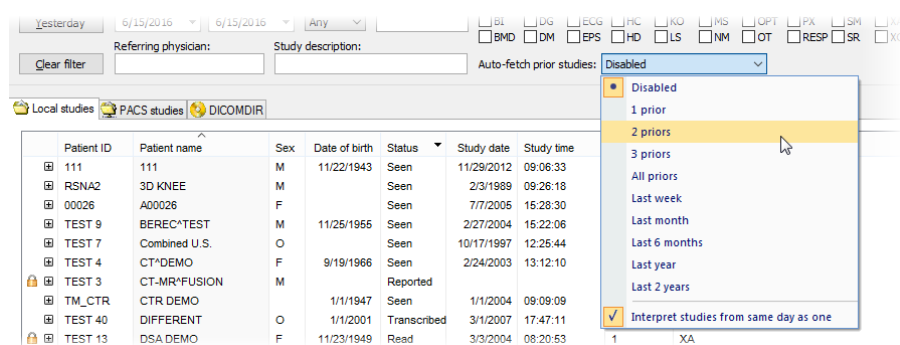 Yesterday 6/15/2016 6/15/2016 Any BI DG ECG HC KO MS OPT PX SM
BMD DM EPS HD LS NM OT RESP SR
Referring physician: Study description:
Clear filter Auto-fetch prior studies: Disabled
Disabled
1 prior
2 priors
3 priors
All priors
Last week
Last month
Last 6 months
Last year
Last 2 years
Interpret studies from same day as one
Local studies PACS studies DICOMDIR
Patient ID Patient name Sex Date of birth Status Study date Study time
111 111 M 11/22/1943 Seen 11/29/2012 09:06:33
RSNA2 3D KNEE M Seen 2/3/1989 09:26:18
00026 A00026 F Seen 7/7/2005 15:28:30
TEST 9 BEREC^TEST M 11/25/1955 Seen 2/27/2004 15:22:06
TEST 7 Combined U.S. O Seen 10/17/1997 12:25:44
TEST 4 CT^DEMO F 9/19/1966 Seen 2/24/2003 13:12:10
TEST 3 CT-MR^FUSION M Reported
TM_CTR CTR DEMO 1/1/1947 Seen 1/1/2004 09:09:09
TEST 40 DIFFERENT O 1/1/2001 Transcribed 3/1/2007 17:47:11
TEST 13 DSA DEMO F 11/23/1949 Read 3/3/2004 08:20:53 1 XA